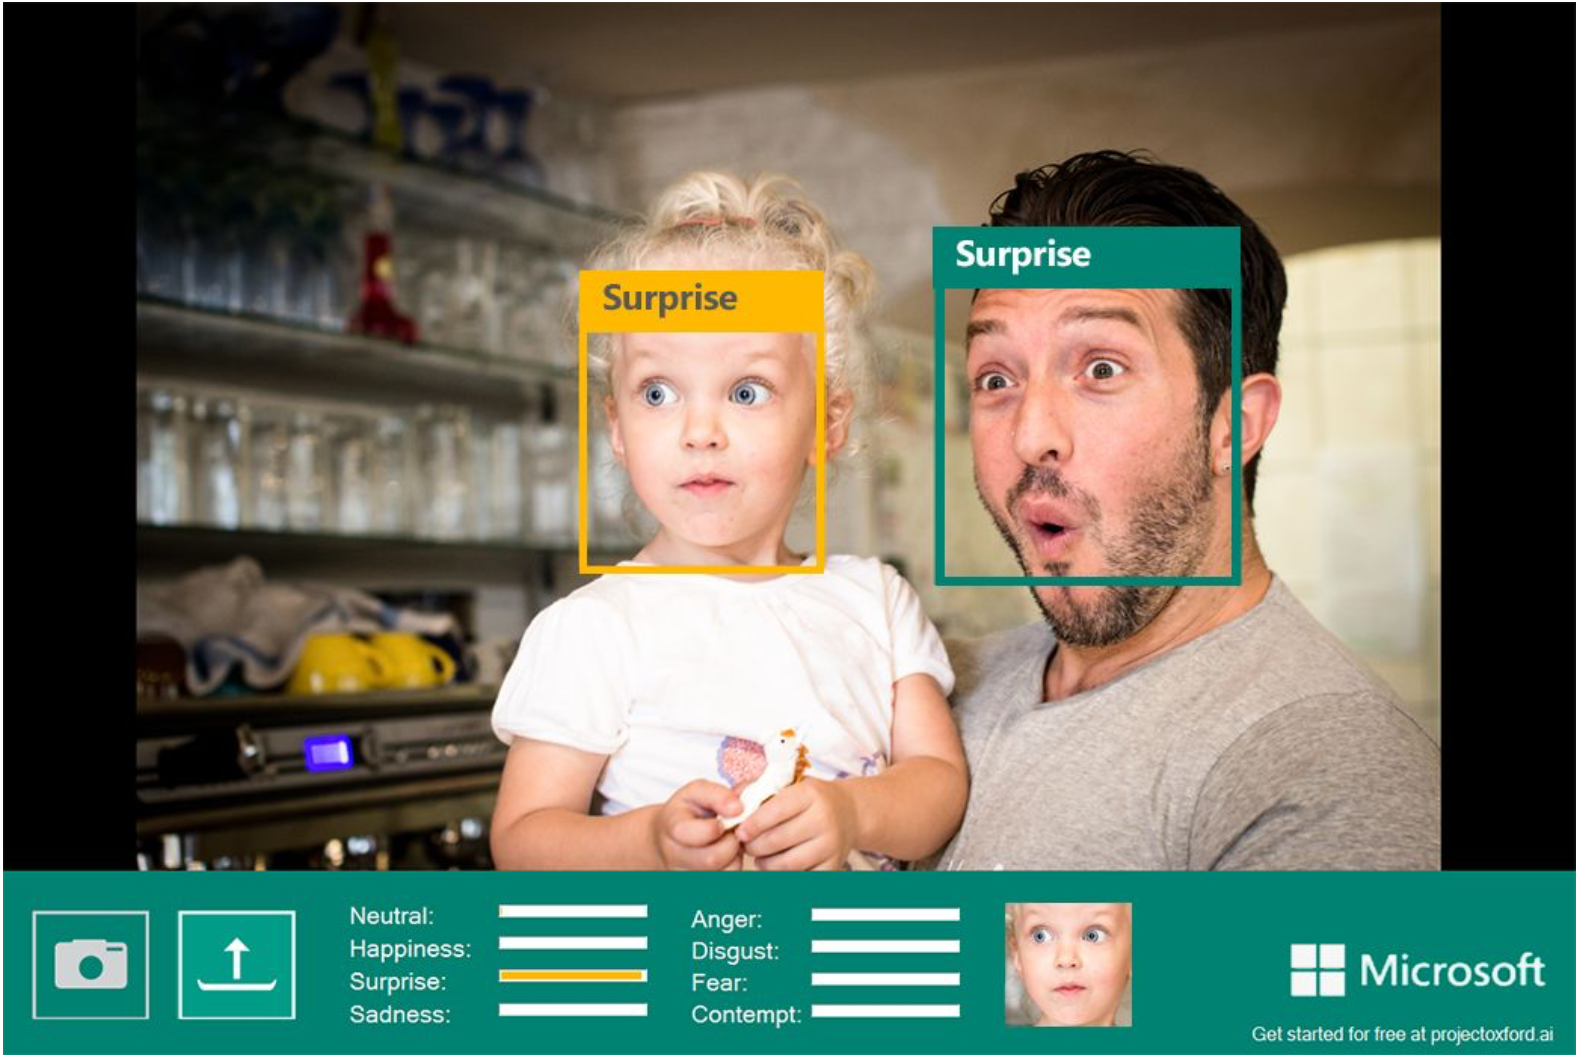 Surprise
Surprise
Neutral:
Happiness:
Surprise:
Sadness:
Anger:
Disgust:
Fear:
Contempt:
Microsoft
Get started for free at projectoxford.ai